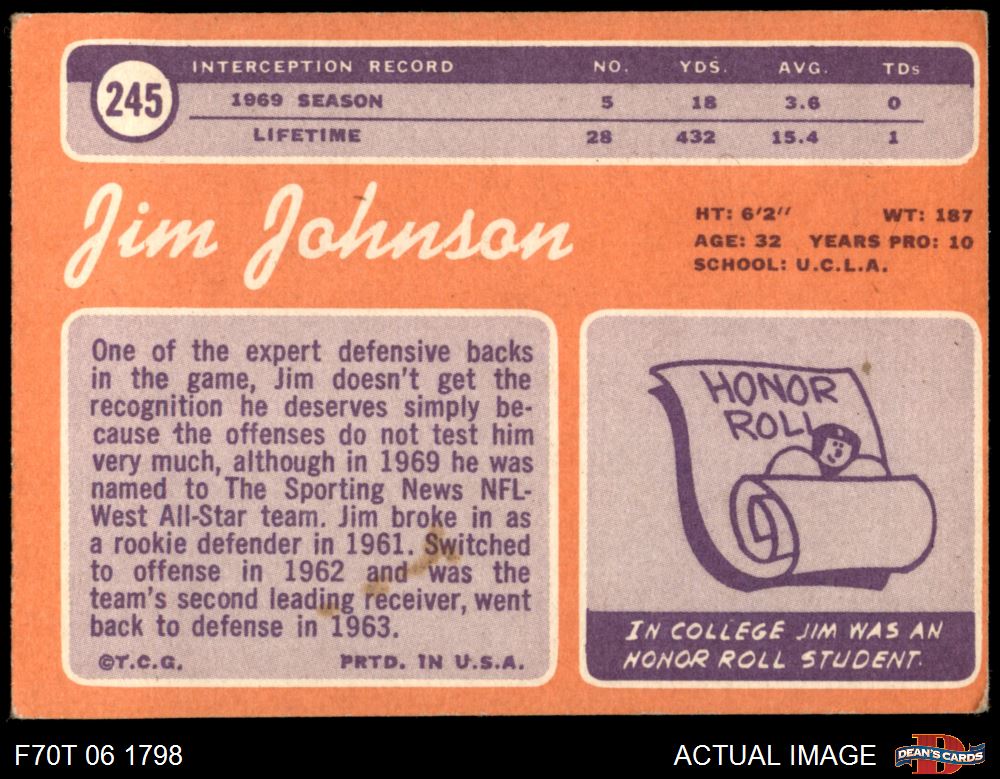 245
INTERCEPTION RECORD NO. YDS. AVG. TDs
1969 SEASON 5 18 3.6 0
LIFETIME 28 432 15.4 1
Jim Johnson
HT: 6'2" WT: 187
AGE: 32 YEARS PRO: 10
SCHOOL: U.C.L.A.
One of the expert defensive backs
in the game, Jim doesn't get the
recognition he deserves simply be-
cause the offenses do not test him
very much, although in 1969 he was
named to The Sporting News NFL-
West All-Star team. Jim broke in as
a rookie defender in 1961. Switched
to offense in 1962 and was the
team's second leading receiver, went
back to defense in 1963.
©T.C.G. PRTD. IN U.S.A.
HONOR
ROLL
IN COLLEGE JIM WAS AN
HONOR ROLL STUDENT.
F70T 06 1798 ACTUAL IMAGE
D
DEAN'S CARDS